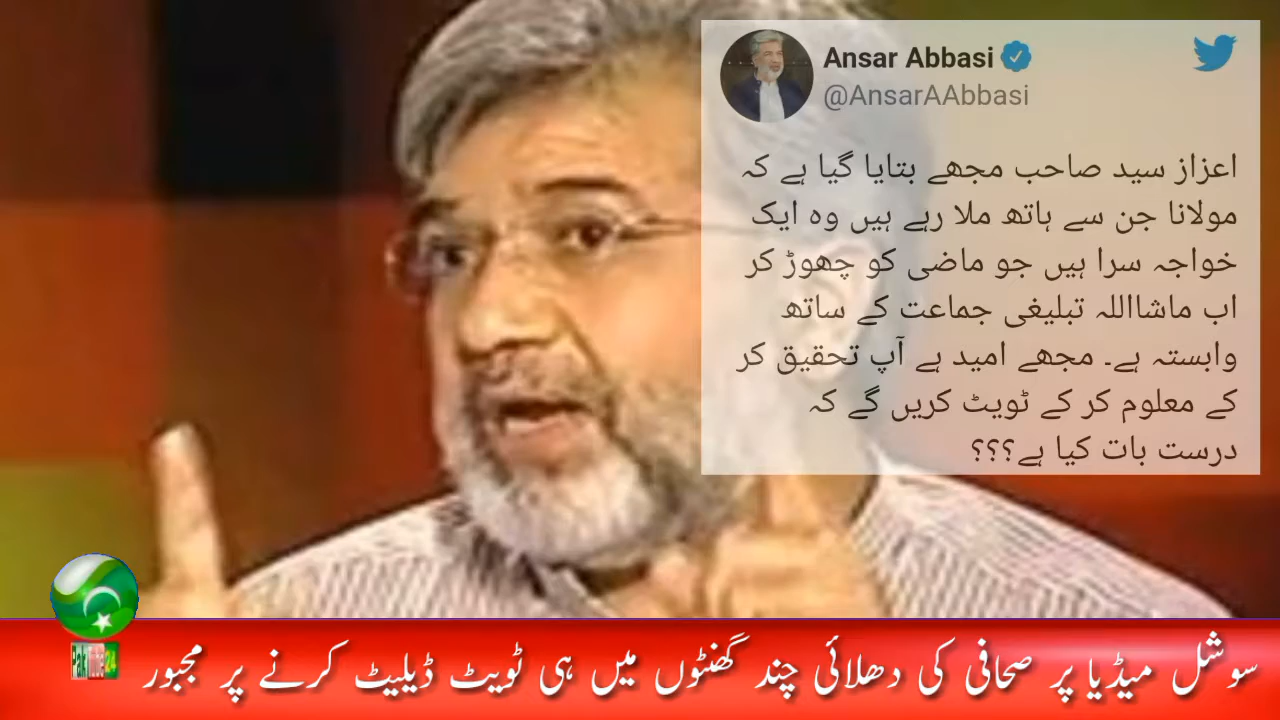 Ansar Abbasi
@AnsarAAbbasi
اعزاز سید صاحب مجھے بتایا گیا ہے کہ
مولانا جن سے ہاتھ ملا رہے ہیں وہ ایک
خواجہ سرا ہیں جو ماضی کو چھوڑ کر
اب ماشااللہ تبلیغی جماعت کے ساتھ
وابستہ ہے۔ مجھے امید ہے آپ تحقیق کر
کے معلوم کر کے ٹویٹ کریں گے کہ
درست بات کیا ہے؟؟؟
سوشل میڈیا پر صحافی کی دھلائی چند گھنٹوں میں ہی ٹویٹ ڈیلیٹ کرنے پر مجبور
PakTube24